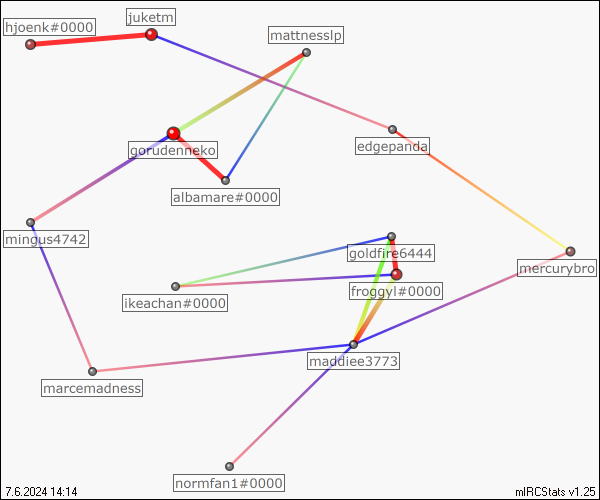 juketm
hjoenk#0000
mattnesslp
edgepanda
gorudenneko
albamare#0000
mingus4742
goldfire6444
mercurybro
froggyl#0000
ikeachan#0000
maddiee3773
marcemadness
normfan1#0000
7.6.2024 14:14
mIRCStats v1.25